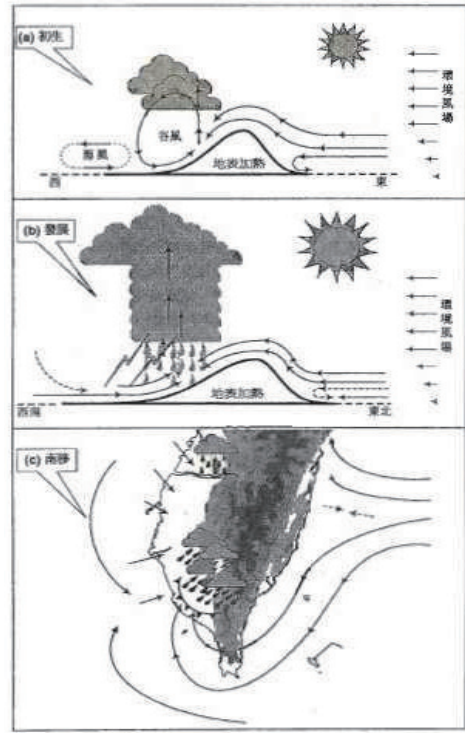 (a) 初生
環境風場
谷風
海風
地表加熱
西
東
(b) 發展
環境風場
地表加熱
西南
東北
(c) 南移